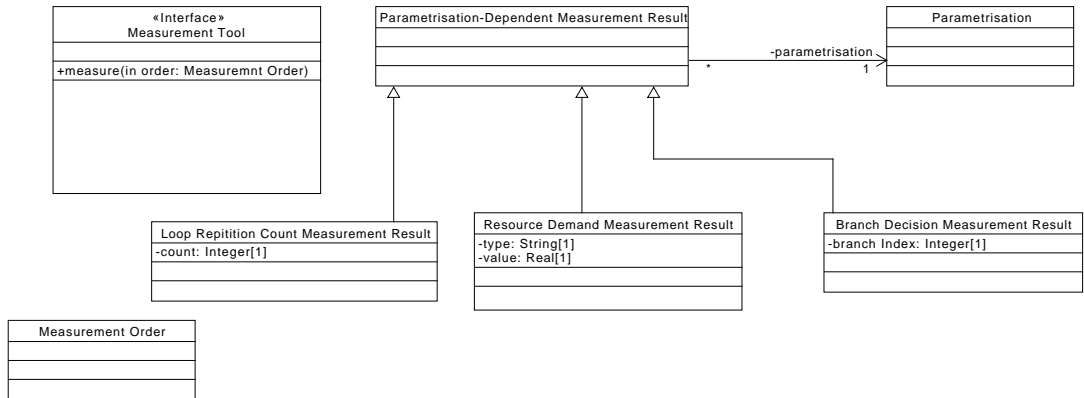 «Interface»
Measurement Tool
+measure(in order: Measuremnt Order)
Parametrisation-Dependent Measurement Result
-parametrisation
*
1
Parametrisation
Loop Repitition Count Measurement Result
-count: Integer[1]
Resource Demand Measurement Result
-type: String[1]
-value: Real[1]
Branch Decision Measurement Result
-branch Index: Integer[1]
Measurement Order